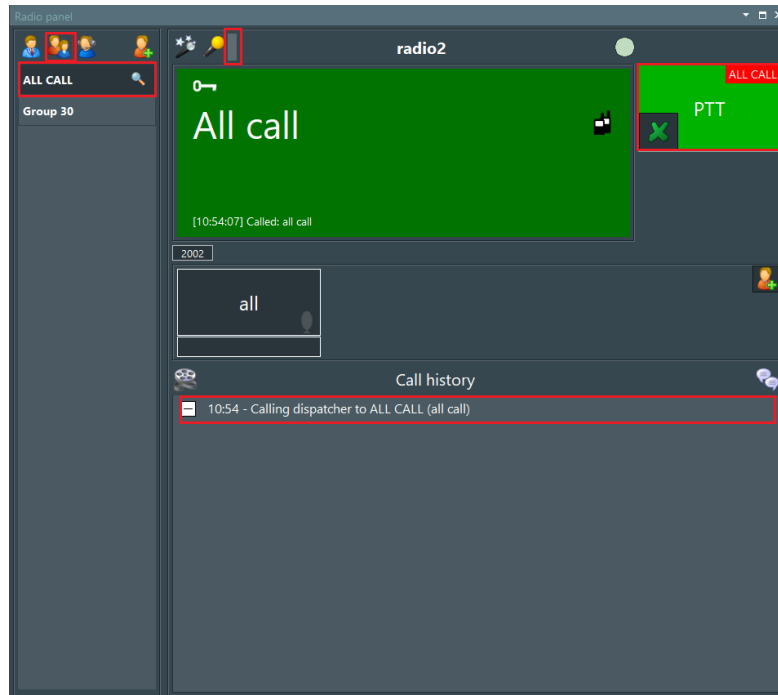 Radio panel
radio2
ALL CALL
Group 30
All call
[10:54:07] Called: all call
ALL CALL
PTT
2002
all
Call history
10:54 - Calling dispatcher to ALL CALL (all call)